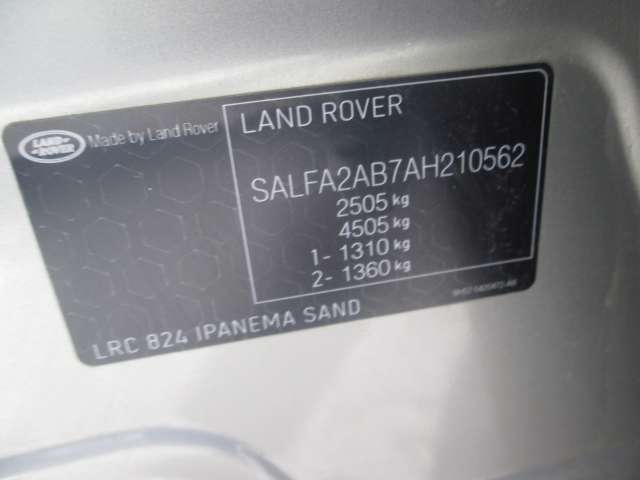 LAND ROVER
Made by Land Rover
LAND ROVER
SALFA2AB7AH210562
2505 kg
4505 kg
1- 1310 kg
2- 1360 kg
LRC 824 IPANEMA SAND